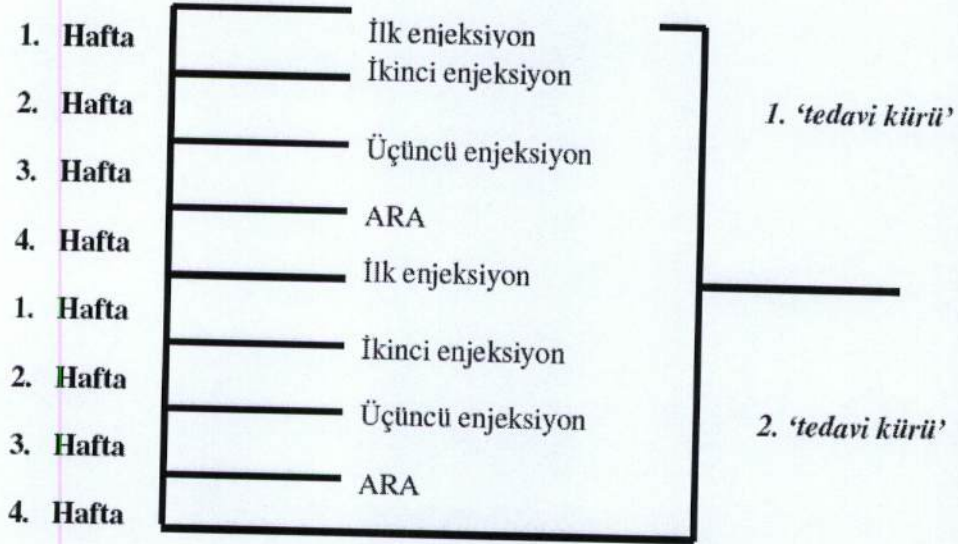 1. Hafta İlk enjeksiyon
İkinci enjeksiyon
2. Hafta 1. ‘tedavi kürü’
Üçüncü enjeksiyon
3. Hafta
ARA
4. Hafta
İlk enjeksiyon
1. Hafta
İkinci enjeksiyon
2. Hafta
Üçüncü enjeksiyon 2. ‘tedavi kürü’
3. Hafta
ARA
4. Hafta